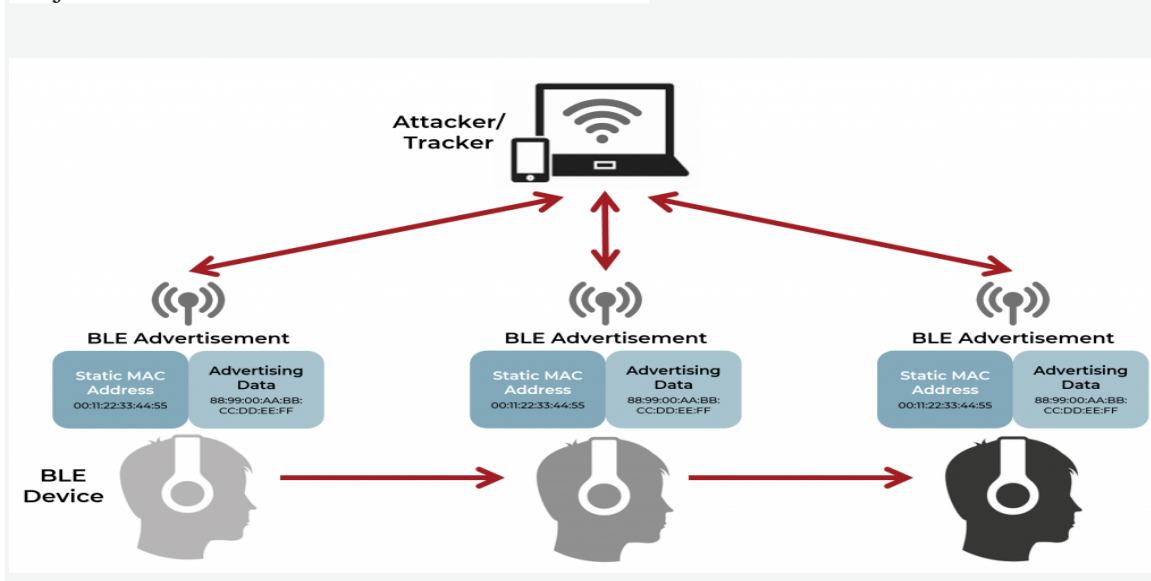 Attacker/
Tracker
BLE Advertisement
BLE Advertisement
BLE Advertisement
Static MAC
Address
00:11:22:33:44:55
Advertising
Data
88:99:00:AA:BB:
CC:DD:EE:FF
Static MAC
Address
00:11:22:33:44:55
Advertising
Data
88:99:00:AA:BB:
CC:DD:EE:FF
Static MAC
Address
00:11:22:33:44:55
Advertising
Data
88:99:00:AA:BB:
CC:DD:EE:FF
BLE
Device